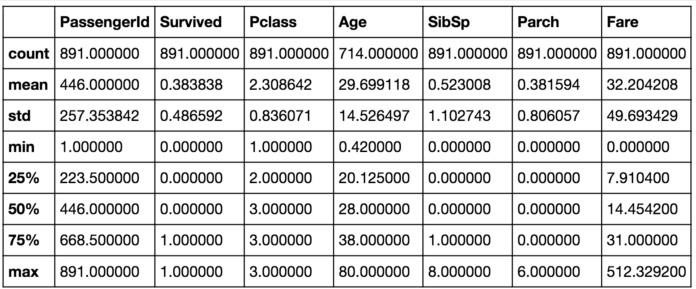 PassengerId Survived Pclass Age SibSp Parch Fare
count 891.000000 891.000000 891.000000 714.000000 891.000000 891.000000 891.000000
mean 446.000000 0.383838 2.308642 29.699118 0.523008 0.381594 32.204208
std 257.353842 0.486592 0.836071 14.526497 1.102743 0.806057 49.693429
min 1.000000 0.000000 1.000000 0.420000 0.000000 0.000000 0.000000
25% 223.500000 0.000000 2.000000 20.125000 0.000000 0.000000 7.910400
50% 446.000000 0.000000 3.000000 28.000000 0.000000 0.000000 14.454200
75% 668.500000 1.000000 3.000000 38.000000 1.000000 0.000000 31.000000
max 891.000000 1.000000 3.000000 80.000000 8.000000 6.000000 512.329200